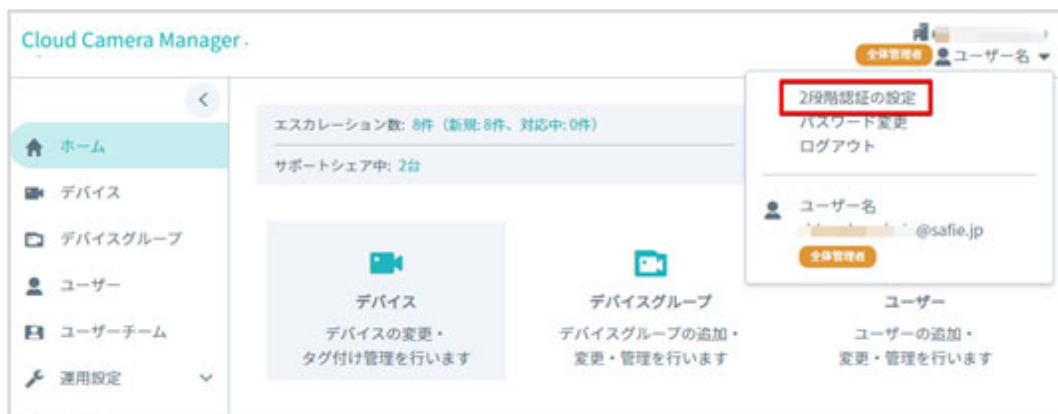 Cloud Camera Manager
全体管理者 ユーザー名
2段階認証の設定
パスワード変更
ログアウト
ユーザー名
@safie.jp
全体管理者
ホーム
デバイス
デバイスグループ
ユーザー
ユーザーチーム
運用設定
エスカレーション数: 8件（新規: 8件、対応中: 0件）
サポートシェア中: 2台
デバイス
デバイスの変更・
タグ付け管理を行います
デバイスグループ
デバイスグループの追加・
変更・管理を行います
ユーザー
ユーザーの追加・
変更・管理を行います